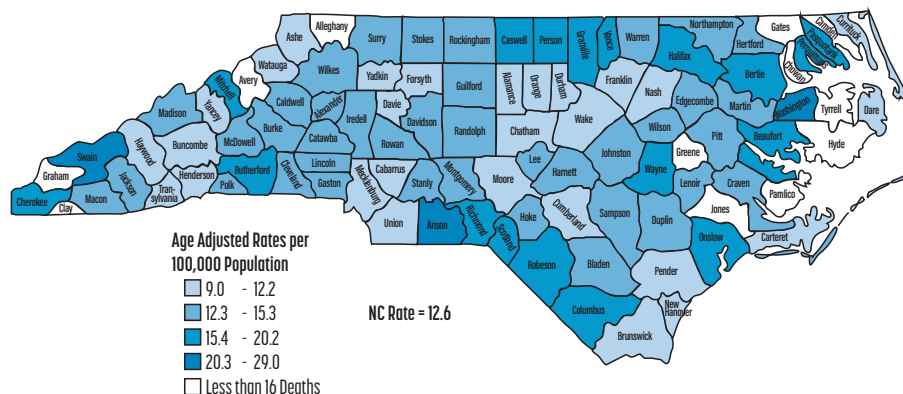 Ashe
Alleghany
Surry
Stokes
Rockingham
Caswell
Person
Granville
Vance
Warren
Northampton
Gates
Camden
Currituck
Pasquotank
Perquimans
Chowan
Hertford
Halifax
Bertie
Watauga
Wilkes
Yadkin
Forsyth
Guilford
Alamance
Orange
Durham
Franklin
Nash
Edgecombe
Martin
Washington
Tyrrell
Dare
Mitchell
Avery
Caldwell
Alexander
Iredell
Davie
Davidson
Randolph
Chatham
Wake
Wilson
Pitt
Beaufort
Hyde
Madison
Yancey
McDowell
Burke
Catawba
Rowan
Swain
Haywood
Buncombe
Rutherford
Cleveland
Lincoln
Gaston
Cabarrus
Stanly
Montgomery
Moore
Lee
Harnett
Johnston
Wayne
Greene
Lenoir
Craven
Pamlico
Graham
Cherokee
Clay
Macon
Jackson
Tran-
sylvania
Henderson
Polk
Mecklenburg
Union
Anson
Richmond
Scotland
Hoke
Cumberland
Sampson
Duplin
Jones
Onslow
Carteret
Robeson
Bladen
Pender
Columbus
Brunswick
New
Hanover
Age Adjusted Rates per
100,000 Population
9.0 - 12.2
12.3 - 15.3
15.4 - 20.2
20.3 - 29.0
Less than 16 Deaths
NC Rate = 12.6